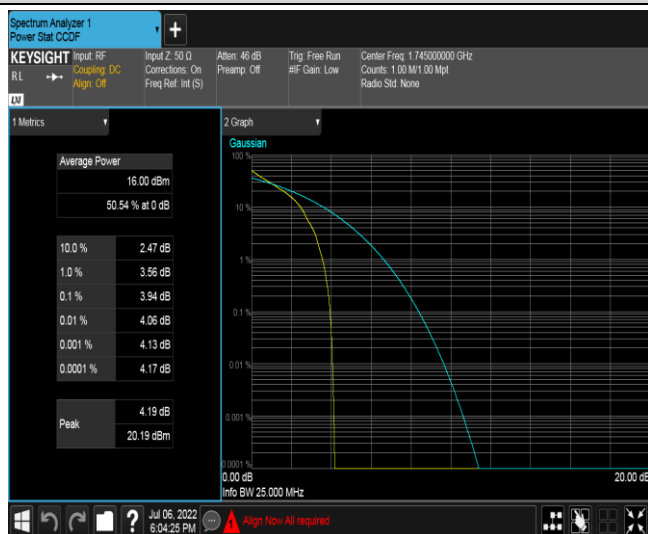 Spectrum Analyzer 1
Power Stat CCDF
+
KEYSIGHT
RL
LXI
Input: RF
Coupling: DC
Align: Off
Input Z: 50 Ω
Corrections: On
Freq Ref: Int (S)
Atten: 46 dB
Preamp: Off
Trig: Free Run
#IF Gain: Low
Center Freq: 1.745000000 GHz
Counts: 1.00 M/1.00 Mpt
Radio Std: None
1 Metrics
Average Power
16.00 dBm
50.54 % at 0 dB
10.0 % 2.47 dB
1.0 % 3.56 dB
0.1 % 3.94 dB
0.01 % 4.06 dB
0.001 % 4.13 dB
0.0001 % 4.17 dB
Peak
4.19 dB
20.19 dBm
2 Graph
Gaussian
100 %
10 %
1 %
0.1 %
0.01 %
0.001 %
0.0001 %
0.00 dB 20.00 dB
Info BW 25.000 MHz
?
Jul 06, 2022
6:04:25 PM
Align Now All required